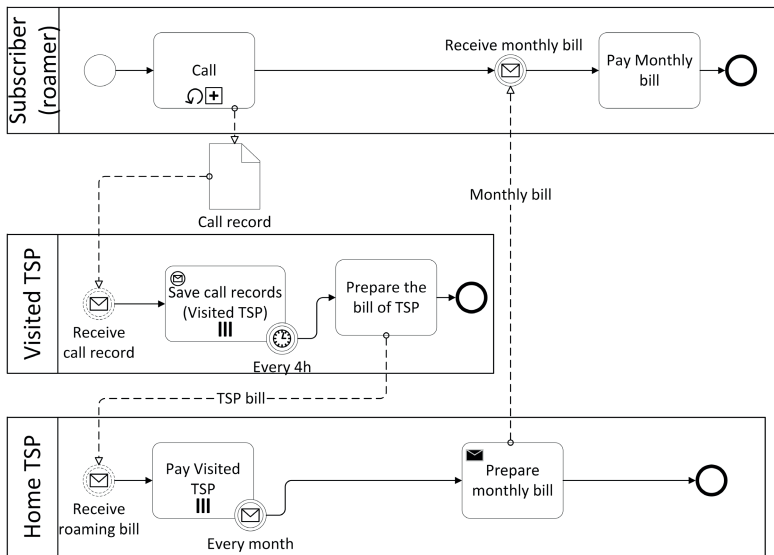 Subscriber
(roamer)
Call
Receive monthly bill
Pay Monthly
bill
Call record
Monthly bill
Visited TSP
Receive
call record
Save call records
(Visited TSP)
Every 4h
Prepare the
bill of TSP
TSP bill
Home TSP
Receive
roaming bill
Pay Visited
TSP
Every month
Prepare
monthly bill